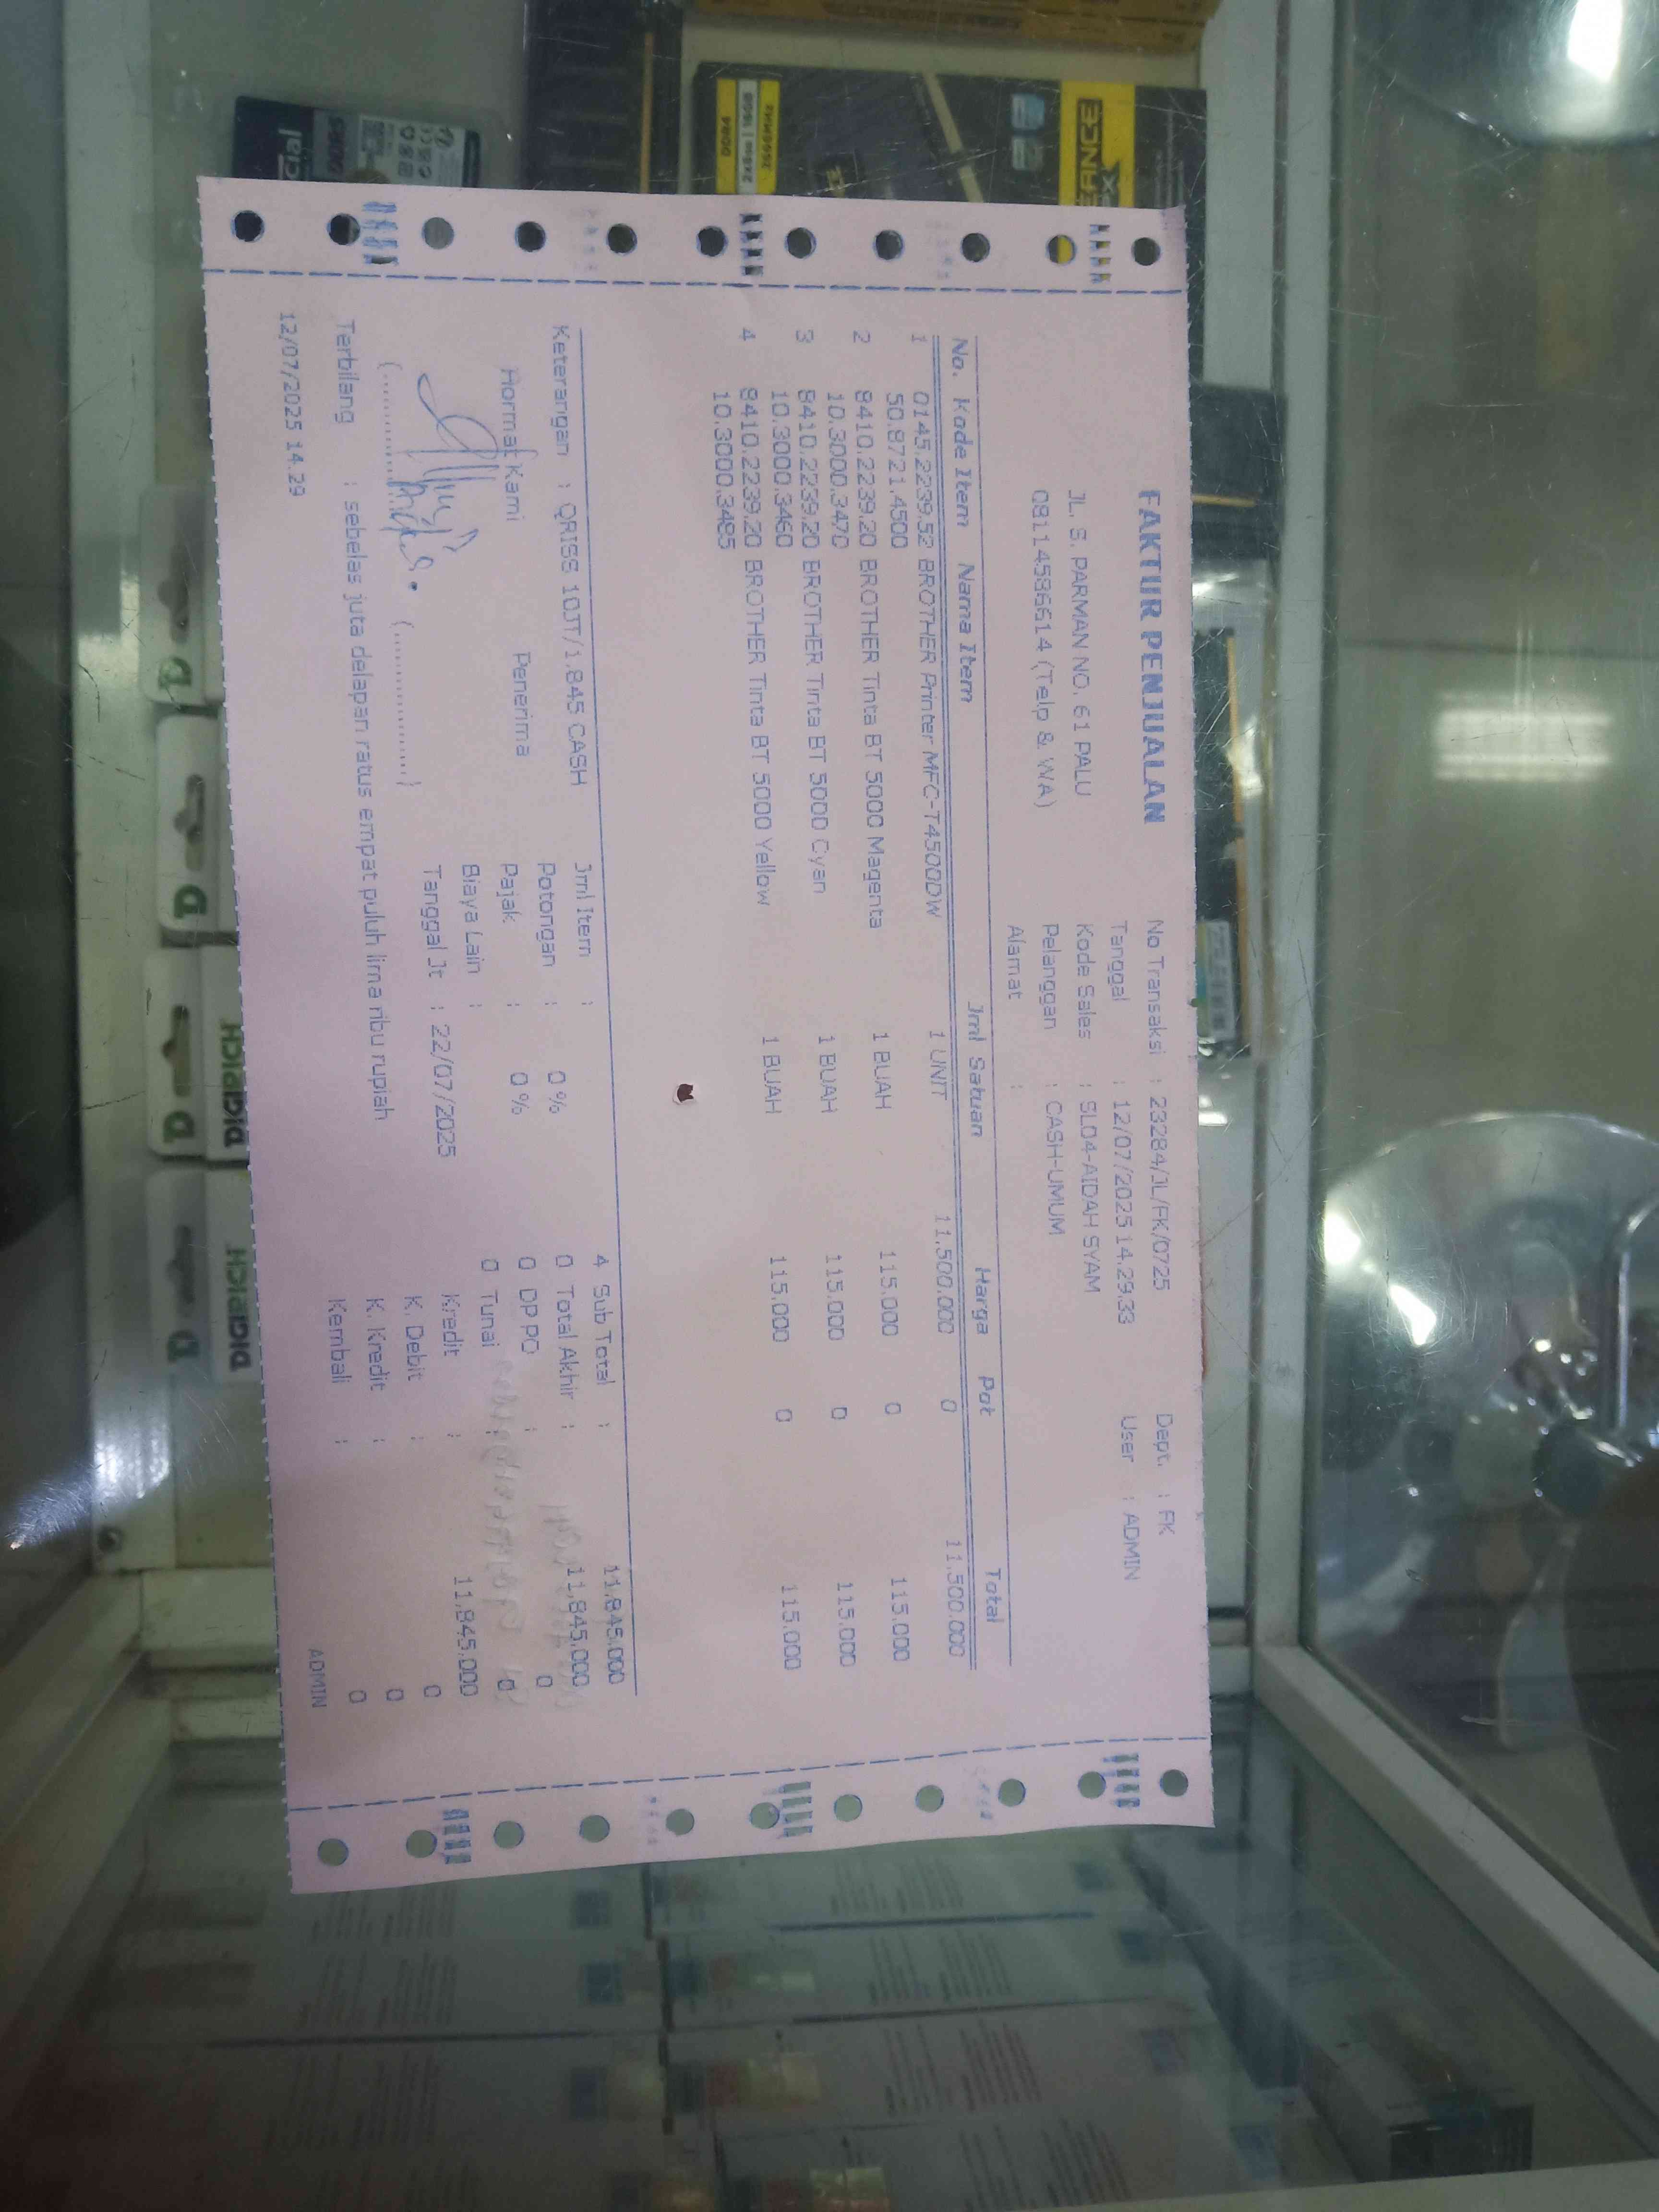 FAKTUR PENJUALAN
JL. S. PARMAN NO. 61 PALU
08114586614 (Telp & WA)
No Transaksi : 23284/JL/FK/0725
Tanggal : 12/07/2025 14.29.33
Kode Sales : SL04-AIDAH SYAM
Pelanggan : CASH-UMUM
Alamat :
Dept. : FK
User : ADMIN
No. Kode Item Nama Item Jml Satuan Harga Pot Total
1 0145.2239.52 BROTHER Printer MFC-T4500DW 1 UNIT 11.500.000 0 11.500.000
50.8721.4500
2 8410.2239.20 BROTHER Tinta BT 5000 Magenta 1 BUAH 115.000 0 115.000
10.3000.3470
3 8410.2239.20 BROTHER Tinta BT 5000 Cyan 1 BUAH 115.000 0 115.000
10.3000.3460
4 8410.2239.20 BROTHER Tinta BT 5000 Yellow 1 BUAH 115.000 0 115.000
10.3000.3485
Keterangan : QRISS 10JT/1.845 CASH
Hormat Kami Penerima
(..................) (..................)
Jml Item : 4
Potongan : 0 % 0
Pajak : 0 % 0
Biaya Lain : 0
Tanggal Jt : 22/07/2025
Sub Total : 11.845.000
Total Akhir : 11.845.000
DP PO : 0
Tunai : 0
Kredit : 11.845.000
K. Debit : 0
K. Kredit : 0
Kembali : 0
Terbilang : sebelas juta delapan ratus empat puluh lima ribu rupiah
12/07/2025 14.29
ADMIN
DIGIRICH
DIGIRICH